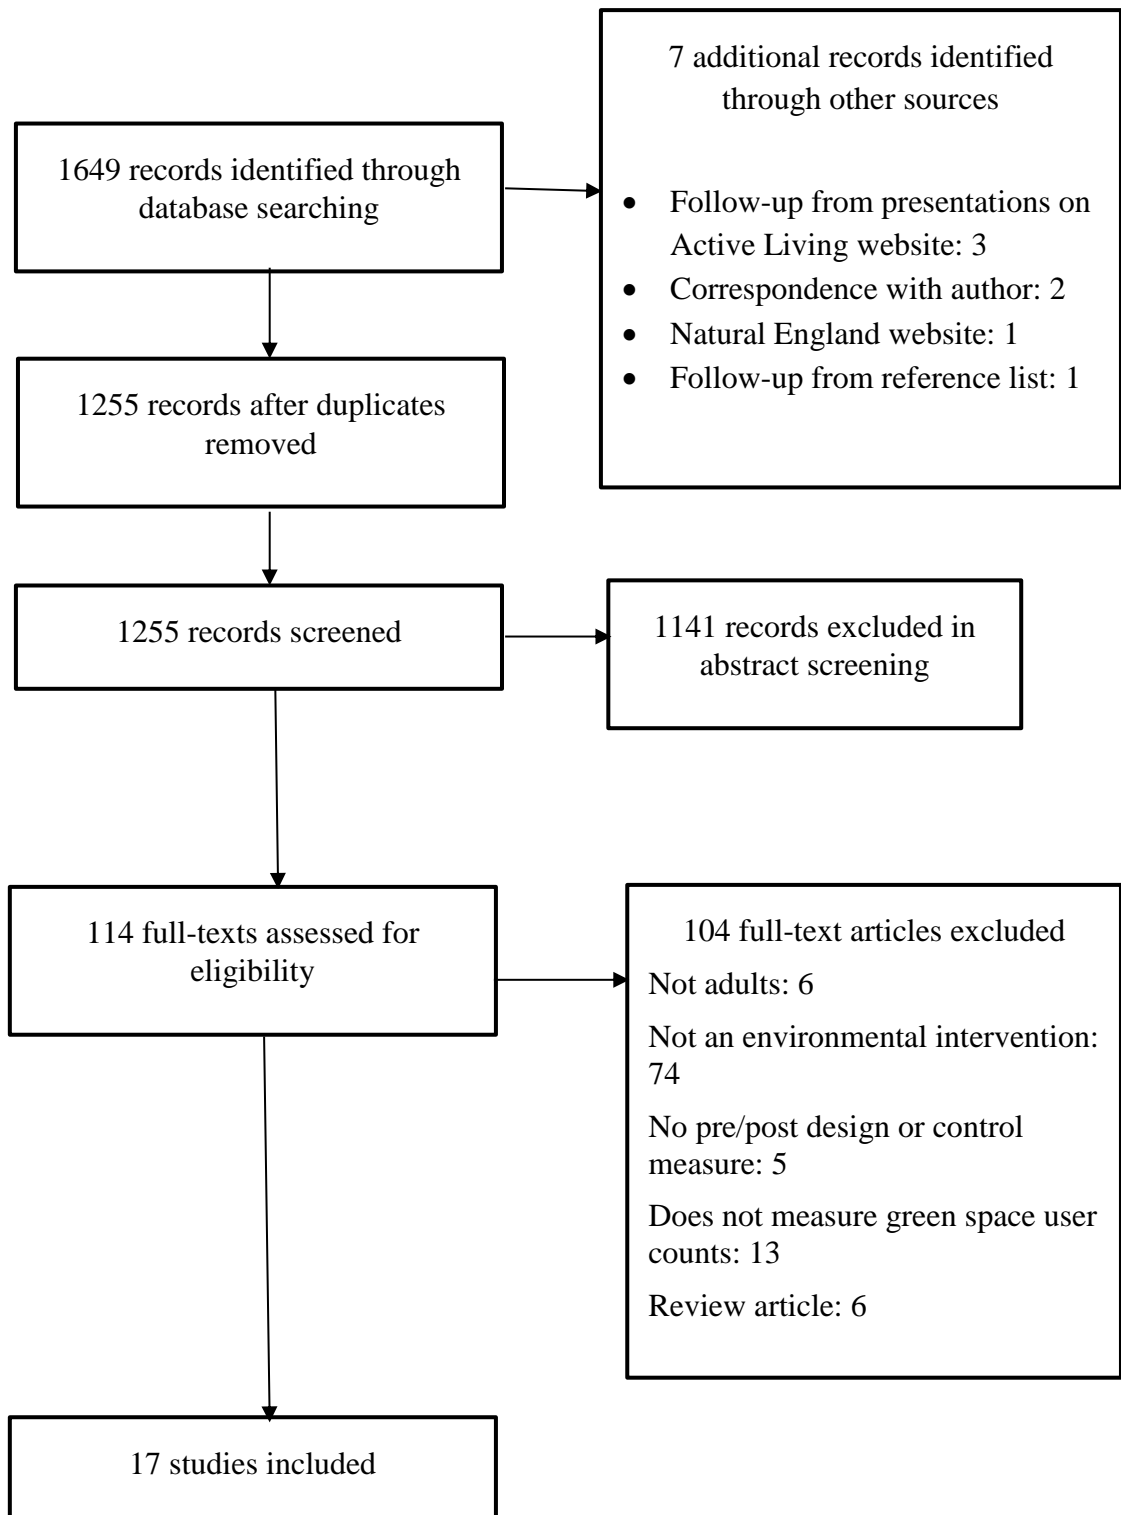 7 additional records identified
through other sources
1649 records identified through
database searching
• Follow-up from presentations on
Active Living website: 3
• Correspondence with author: 2
• Natural England website: 1
• Follow-up from reference list: 1
1255 records after duplicates
removed
1255 records screened
1141 records excluded in
abstract screening
114 full-texts assessed for
eligibility
104 full-text articles excluded
Not adults: 6
Not an environmental intervention:
74
No pre/post design or control
measure: 5
Does not measure green space user
counts: 13
Review article: 6
17 studies included